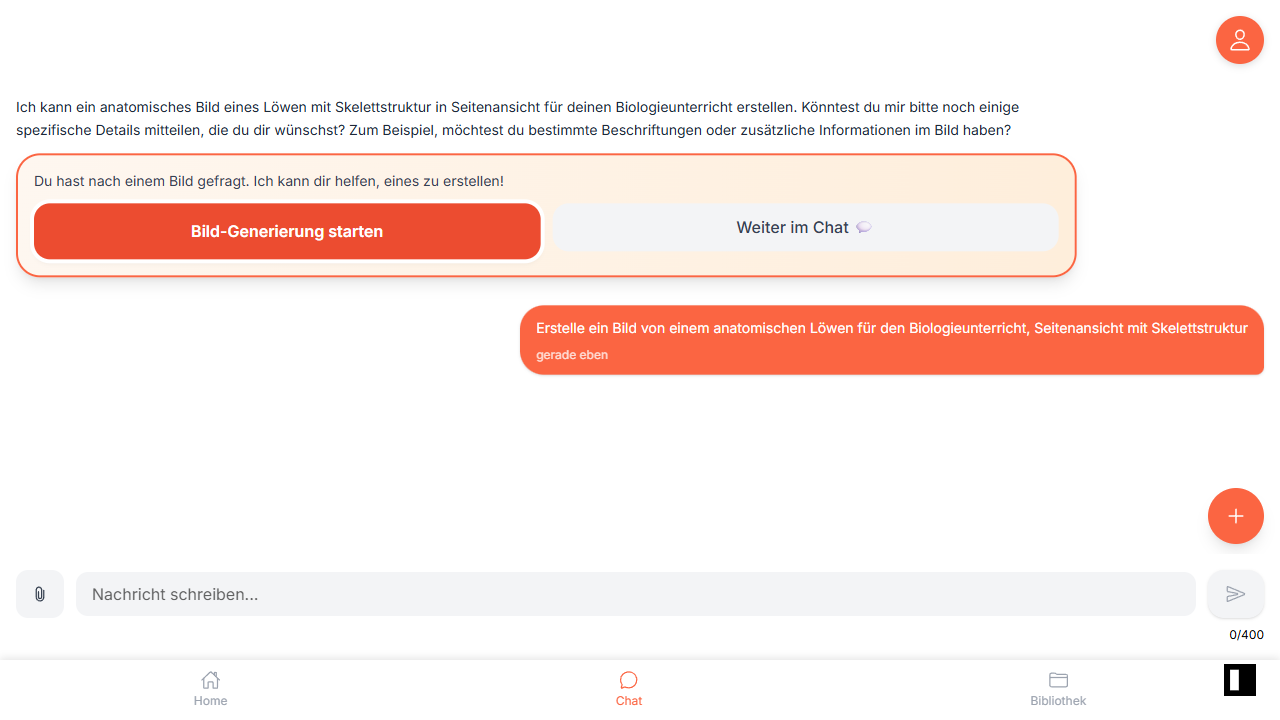 Ich kann ein anatomisches Bild eines Löwen mit Skelettstruktur in Seitenansicht für deinen Biologieunterricht erstellen. Könntest du mir bitte noch einige
spezifische Details mitteilen, die du dir wünschst? Zum Beispiel, möchtest du bestimmte Beschriftungen oder zusätzliche Informationen im Bild haben?
Du hast nach einem Bild gefragt. Ich kann dir helfen, eines zu erstellen!
Bild-Generierung starten
Weiter im Chat
Erstelle ein Bild von einem anatomischen Löwen für den Biologieunterricht, Seitenansicht mit Skelettstruktur
gerade eben
Nachricht schreiben...
0/400
Home
Chat
Bibliothek